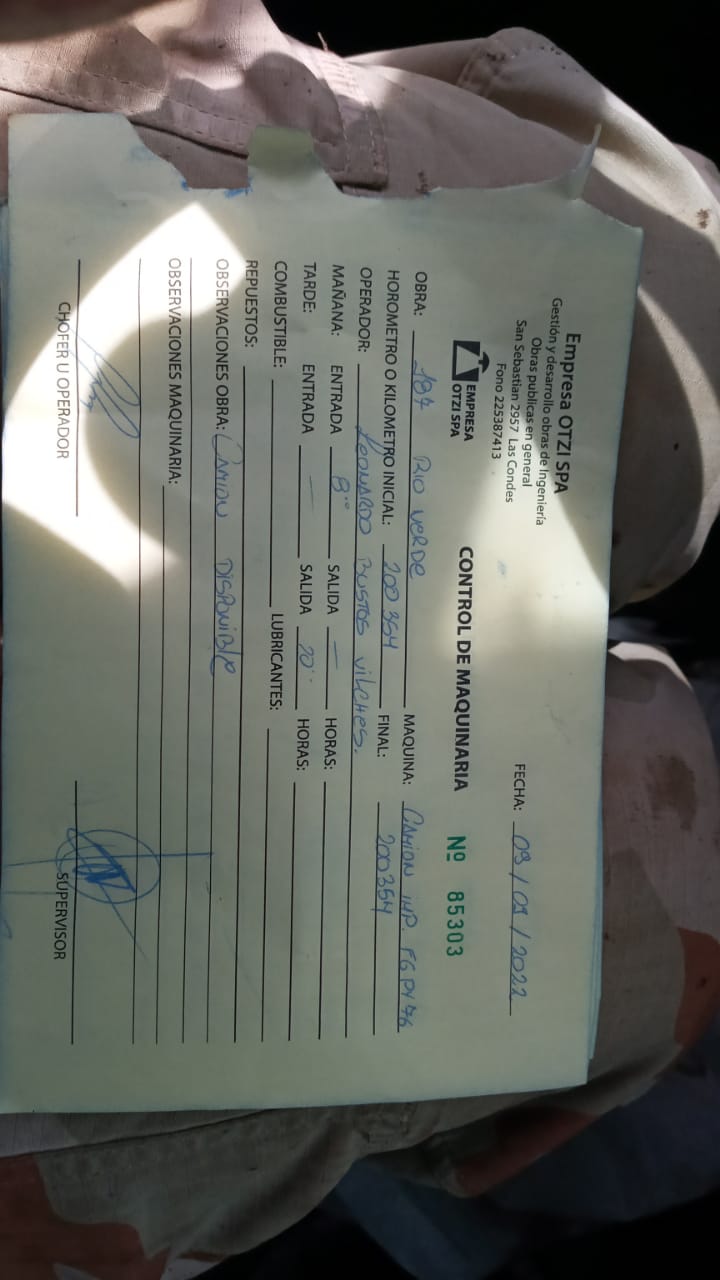 Empresa OTZI SPA
Gestión y desarrollo obras de Ingeniería
Obras publicas en general
San Sebastian 2957 Las Condes
Fono 225387413
EMPRESA
OTZI SPA
FECHA: 09 / 09 / 2022
CONTROL DE MAQUINARIA Nº 85303
OBRA: 187 RIO VERDE MAQUINA: CAMION IMP. FGPY76
HOROMETRO O KILOMETRO INICIAL: 200354 FINAL: 200354
OPERADOR: LEONARDO BUSTOS VILCHES.
MAÑANA: ENTRADA 8°° SALIDA — HORAS:
TARDE: ENTRADA — SALIDA 20°° HORAS:
COMBUSTIBLE: LUBRICANTES:
REPUESTOS:
OBSERVACIONES OBRA: CAMION DISPONIBLE
OBSERVACIONES MAQUINARIA:
CHOFER U OPERADOR SUPERVISOR